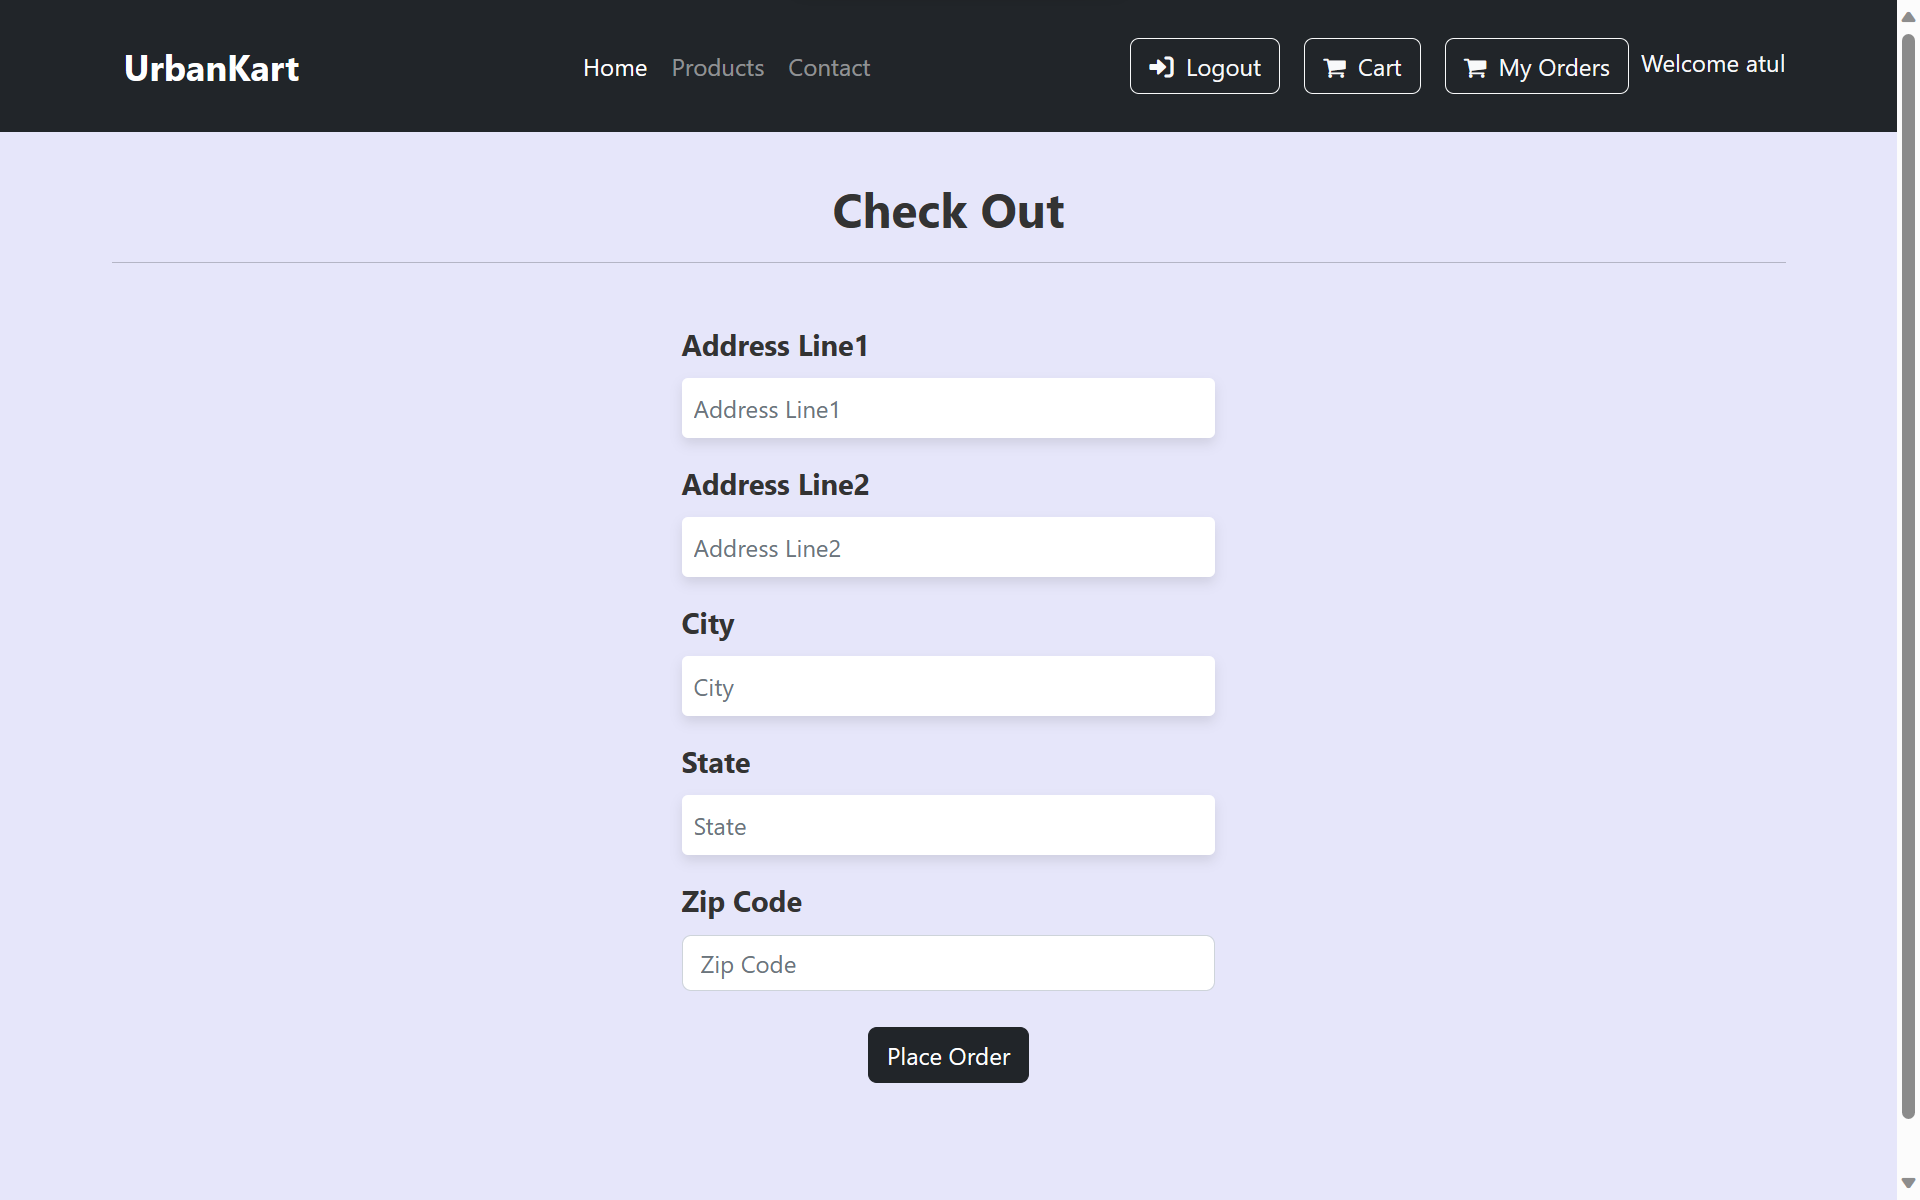 UrbanKart
Home Products Contact
Logout Cart My Orders Welcome atul
Check Out
Address Line1
Address Line1
Address Line2
Address Line2
City
City
State
State
Zip Code
Zip Code
Place Order